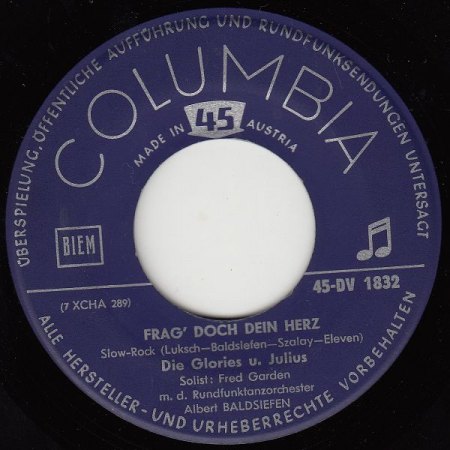 ÜBERSPIELUNG, ÖFFENTLICHE AUFFÜHRUNG UND RUNDFUNKSENDUNGEN UNTERSAGT
COLUMBIA
MADE IN 45 AUSTRIA
BIEM
(7 XCHA 289)
45-DV 1832
FRAG' DOCH DEIN HERZ
Slow-Rock (Luksch—Baldsiefen—Szalay—Eleven)
Die Glories u. Julius
Solist: Fred Garden
m. d. Rundfunktanzorchester
Albert BALDSIEFEN
ALLE HERSTELLER- UND URHEBERRECHTE VORBEHALTEN